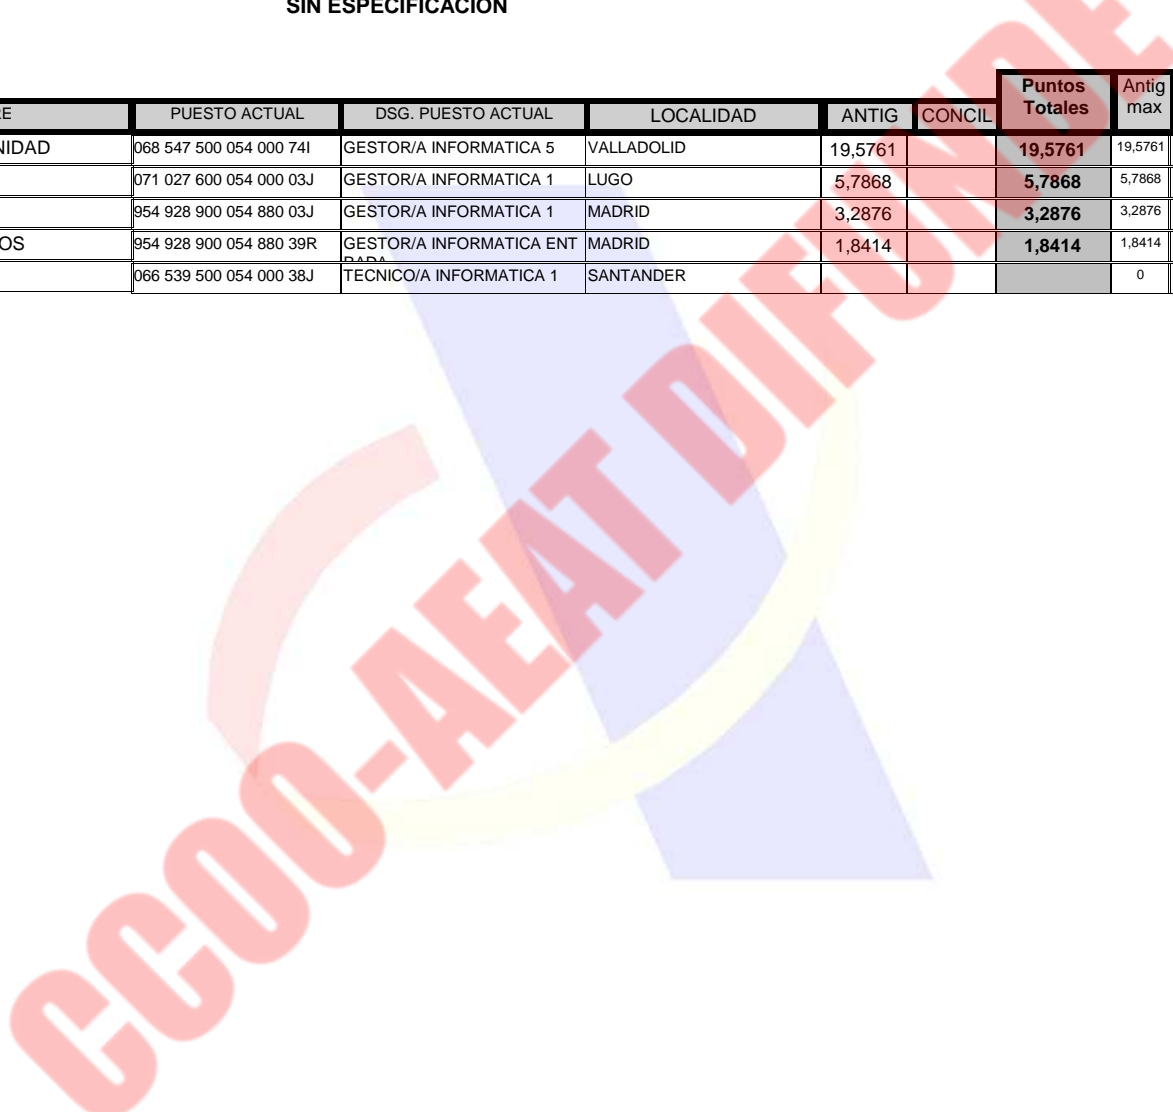 SIN ESPECIFICACION
Puntos Totales Antig max
RE PUESTO ACTUAL DSG. PUESTO ACTUAL LOCALIDAD ANTIG CONCIL
NIDAD 068 547 500 054 000 74I GESTOR/A INFORMATICA 5 VALLADOLID 19,5761 19,5761 19,5761
071 027 600 054 000 03J GESTOR/A INFORMATICA 1 LUGO 5,7868 5,7868 5,7868
954 928 900 054 880 03J GESTOR/A INFORMATICA 1 MADRID 3,2876 3,2876 3,2876
OS 954 928 900 054 880 39R GESTOR/A INFORMATICA ENT MADRID 1,8414 1,8414 1,8414
RADA
066 539 500 054 000 38J TECNICO/A INFORMATICA 1 SANTANDER 0
CCOO-AEAT DIFUNDE